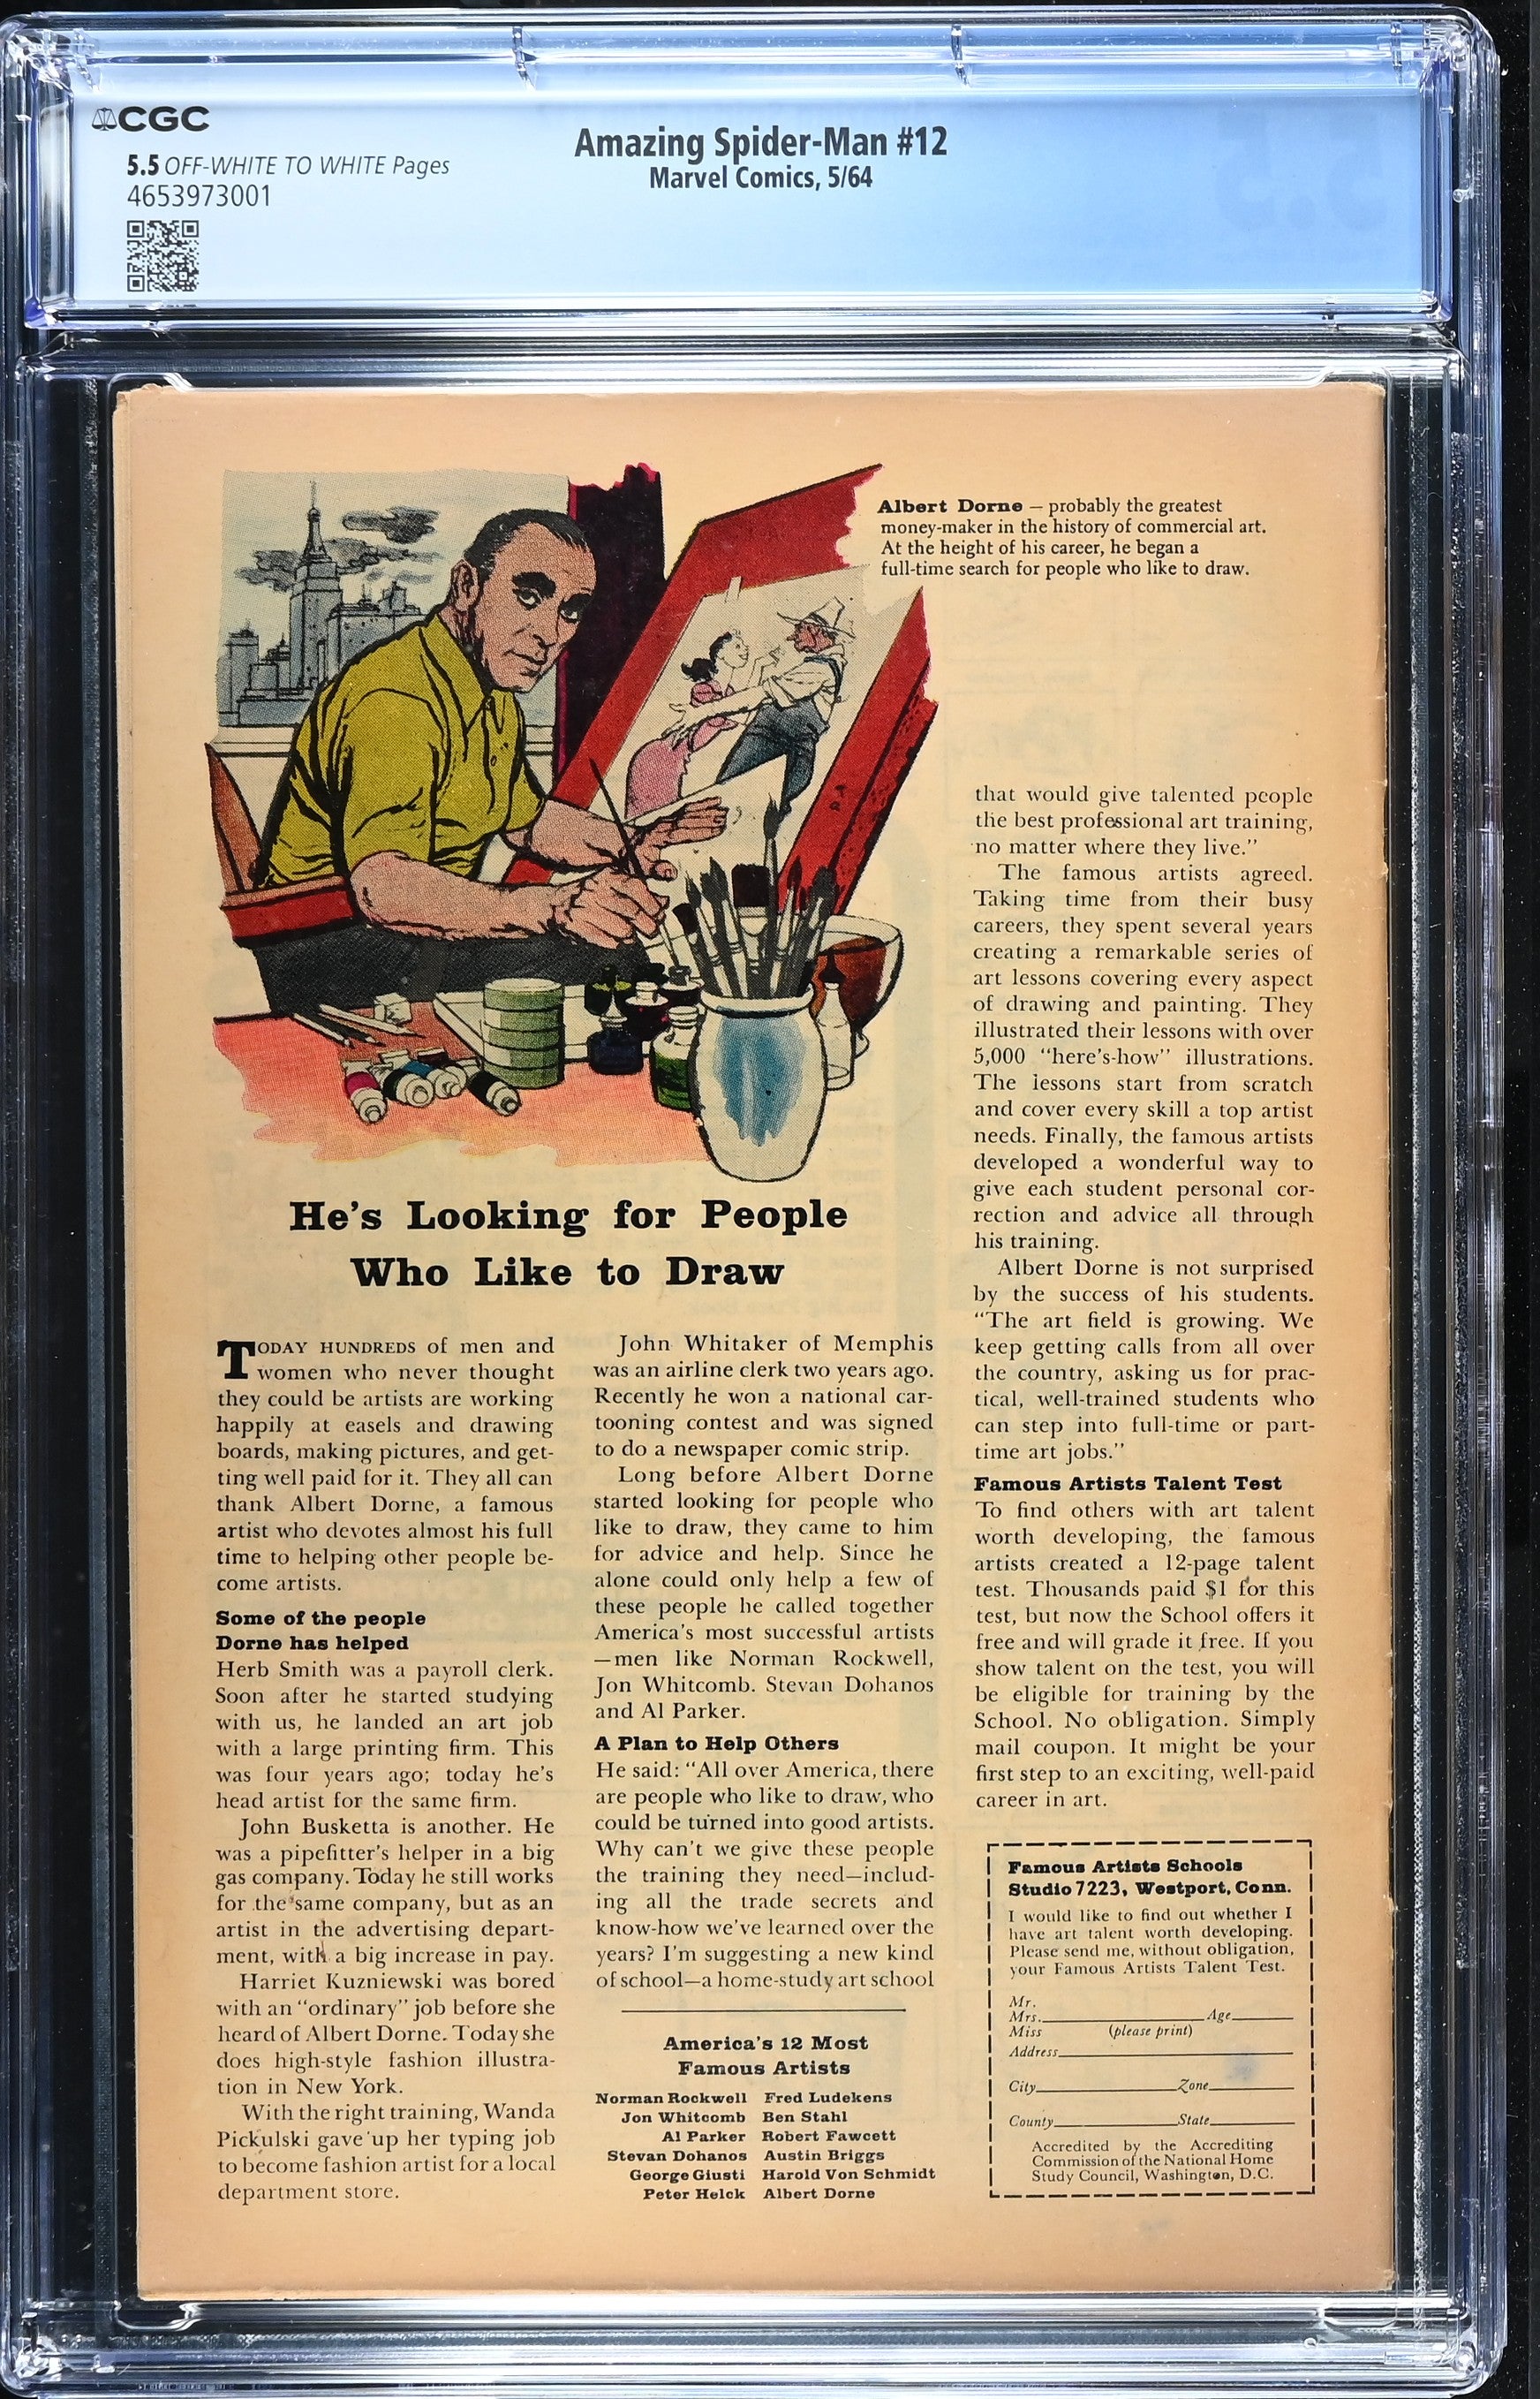 CGC
5.5 OFF-WHITE TO WHITE Pages
4653973001
Amazing Spider-Man #12
Marvel Comics, 5/64
Albert Dorne – probably the greatest
money-maker in the history of commercial art.
At the height of his career, he began a
full-time search for people who like to draw.
He's Looking for People
Who Like to Draw
TODAY HUNDREDS of men and
women who never thought
they could be artists are working
happily at easels and drawing
boards, making pictures, and get-
ting well paid for it. They all can
thank Albert Dorne, a famous
artist who devotes almost his full
time to helping other people be-
come artists.
Some of the people
Dorne has helped
Herb Smith was a payroll clerk.
Soon after he started studying
with us, he landed an art job
with a large printing firm. This
was four years ago; today he's
head artist for the same firm.
John Busketta is another. He
was a pipefitter's helper in a big
gas company. Today he still works
for the same company, but as an
artist in the advertising depart-
ment, with a big increase in pay.
Harriet Kuzniewski was bored
with an "ordinary" job before she
heard of Albert Dorne. Today she
does high-style fashion illustra-
tion in New York.
With the right training, Wanda
Pickulski gave up her typing job
to become fashion artist for a local
department store.
John Whitaker of Memphis
was an airline clerk two years ago.
Recently he won a national car-
tooning contest and was signed
to do a newspaper comic strip.
Long before Albert Dorne
started looking for people who
like to draw, they came to him
for advice and help. Since he
alone could only help a few of
these people he called together
America's most successful artists
—men like Norman Rockwell,
Jon Whitcomb. Stevan Dohanos
and Al Parker.
A Plan to Help Others
He said: "All over America, there
are people who like to draw, who
could be turned into good artists.
Why can't we give these people
the training they need—includ-
ing all the trade secrets and
know-how we've learned over the
years? I'm suggesting a new kind
of school—a home-study art school
America's 12 Most
Famous Artists
Norman Rockwell Fred Ludekens
Jon Whitcomb Ben Stahl
Al Parker Robert Fawcett
Stevan Dohanos Austin Briggs
George Giusti Harold Von Schmidt
Peter Helck Albert Dorne
that would give talented people
the best professional art training,
no matter where they live."
The famous artists agreed.
Taking time from their busy
careers, they spent several years
creating a remarkable series of
art lessons covering every aspect
of drawing and painting. They
illustrated their lessons with over
5,000 "here's-how" illustrations.
The lessons start from scratch
and cover every skill a top artist
needs. Finally, the famous artists
developed a wonderful way to
give each student personal cor-
rection and advice all through
his training.
Albert Dorne is not surprised
by the success of his students.
"The art field is growing. We
keep getting calls from all over
the country, asking us for prac-
tical, well-trained students who
can step into full-time or part-
time art jobs."
Famous Artists Talent Test
To find others with art talent
worth developing, the famous
artists created a 12-page talent
test. Thousands paid $1 for this
test, but now the School offers it
free and will grade it free. If you
show talent on the test, you will
be eligible for training by the
School. No obligation. Simply
mail coupon. It might be your
first step to an exciting, well-paid
career in art.
Famous Artists Schools
Studio 7223, Westport, Conn.
I would like to find out whether I
have art talent worth developing.
Please send me, without obligation,
your Famous Artists Talent Test.
Mr.
Mrs. Age
Miss (please print)
Address
City Zone
County State
Accredited by the Accrediting
Commission of the National Home
Study Council, Washington, D.C.